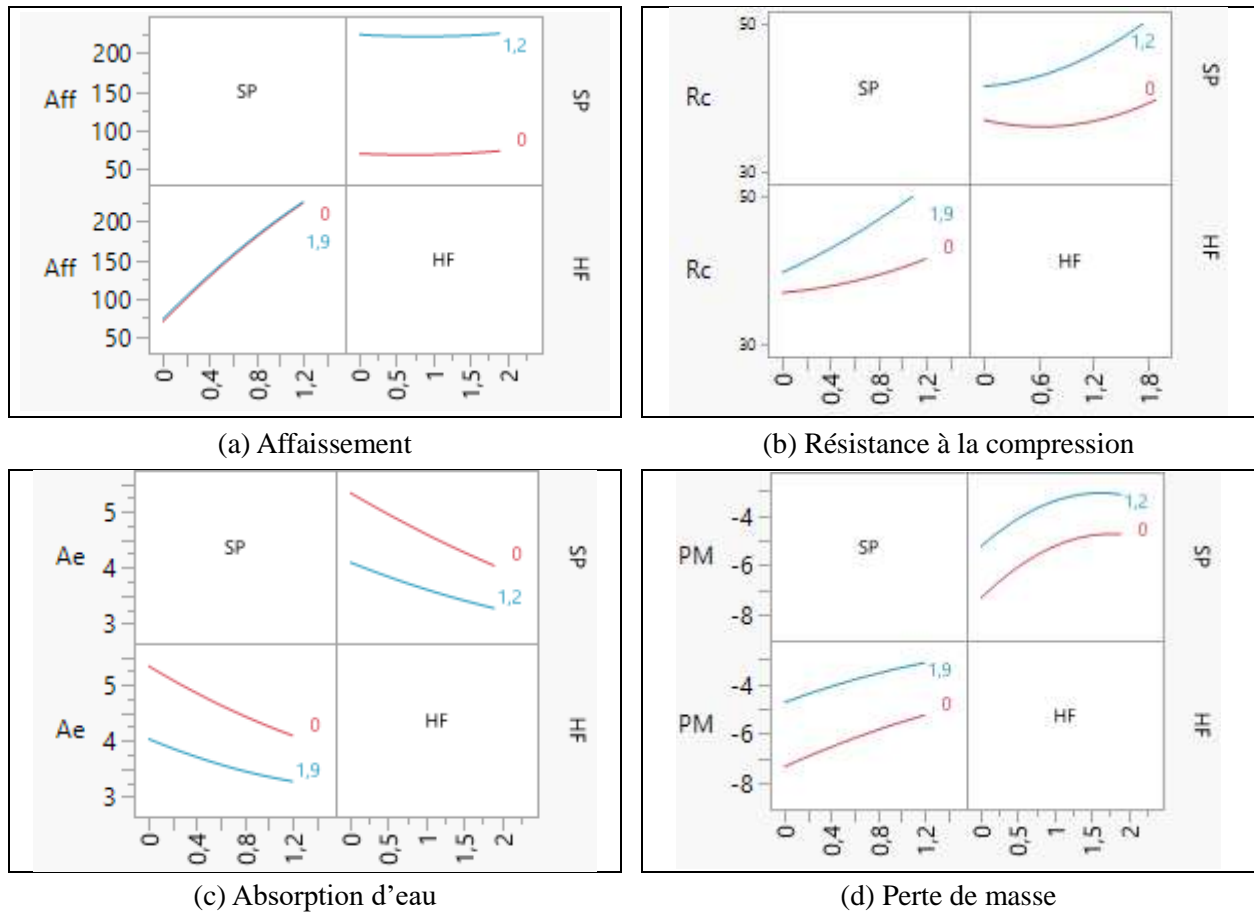 200
Aff 150
100
50
SP
1,2
0
SP
200
Aff 150
100
50
0
1,9
HF
HF
0 0,4 0,8 1,2
0 0,5 1 1,5 2
(a) Affaissement
50
Rc
30
SP
1,2
0
SP
50
Rc
30
1,9
0
HF
HF
0 0,4 0,8 1,2
0 0,6 1,2 1,8
(b) Résistance à la compression
5
Ae 4
3
SP
0
1,2
SP
5
Ae 4
3
0
1,9
HF
HF
0 0,4 0,8 1,2
0 0,5 1 1,5 2
(c) Absorption d’eau
-4
PM -6
-8
SP
1,2
0
SP
-4
PM -6
-8
1,9
0
HF
HF
0 0,4 0,8 1,2
0 0,5 1 1,5 2
(d) Perte de masse